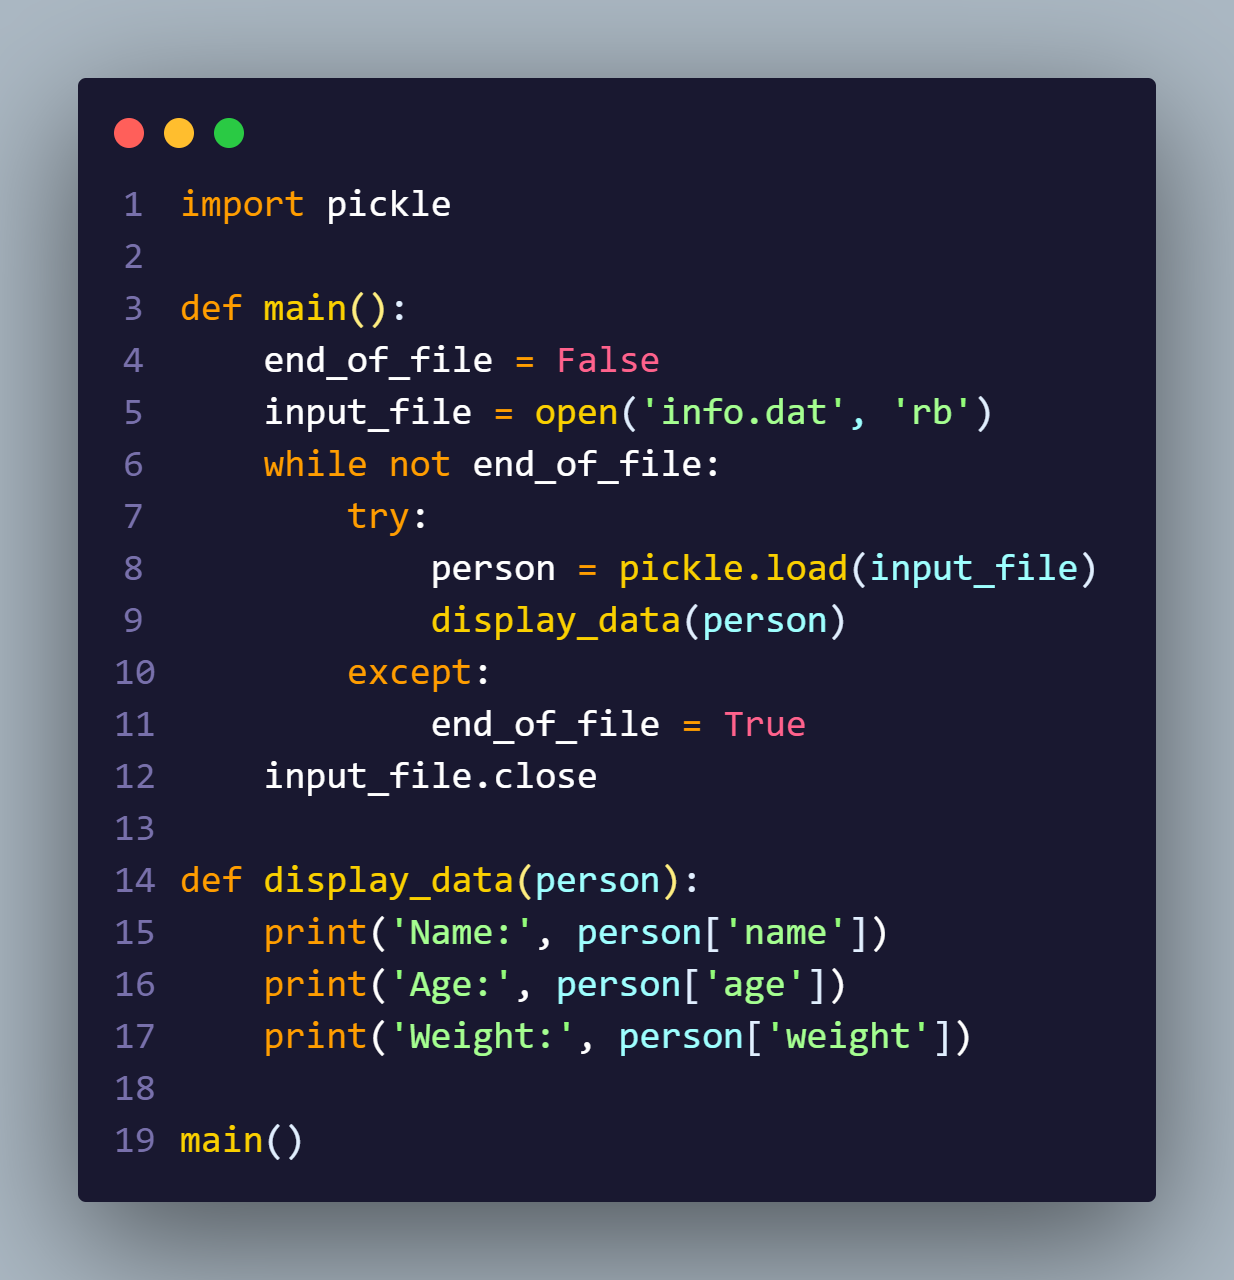 1 import pickle
2
3 def main():
4     end_of_file = False
5     input_file = open('info.dat', 'rb')
6     while not end_of_file:
7         try:
8             person = pickle.load(input_file)
9             display_data(person)
10         except:
11             end_of_file = True
12     input_file.close
13
14 def display_data(person):
15     print('Name:', person['name'])
16     print('Age:', person['age'])
17     print('Weight:', person['weight'])
18
19 main()